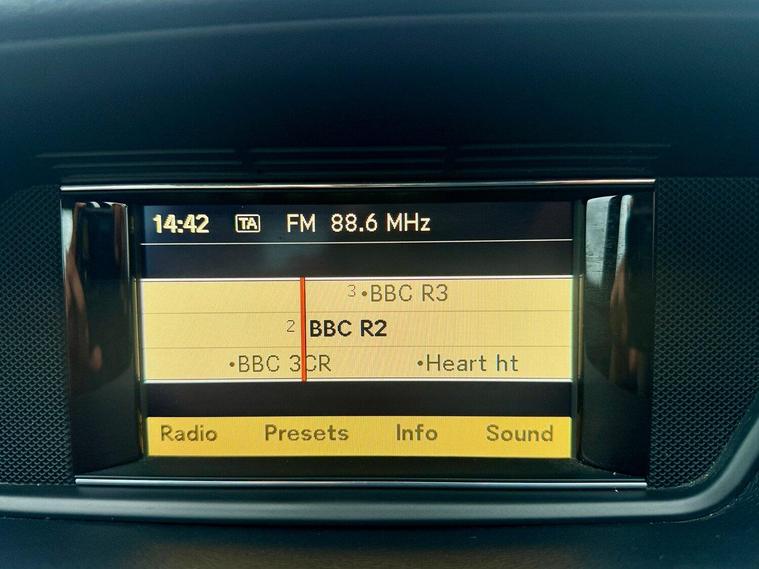 14:42 TA FM 88.6 MHz
3 •BBC R3
2 BBC R2
•BBC 3CR •Heart ht
Radio Presets Info Sound